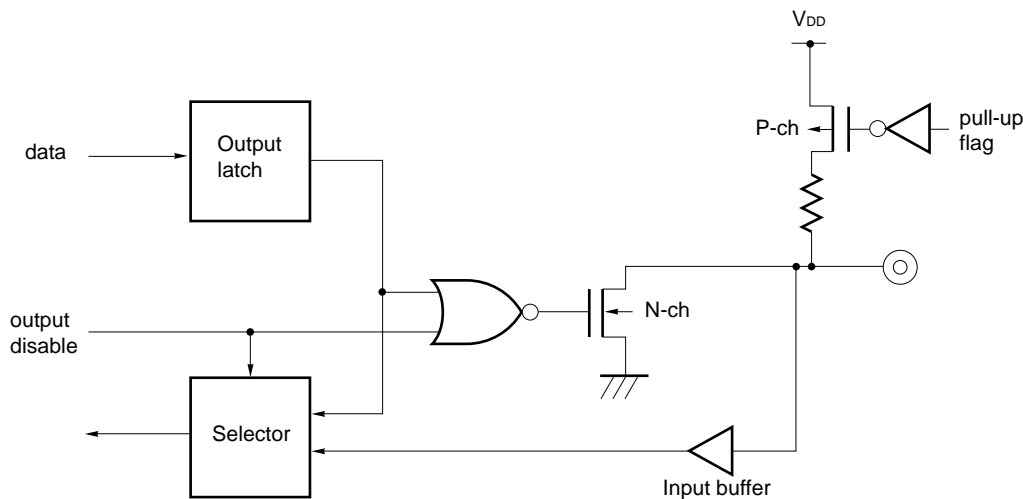 VDD
P-ch
pull-up
flag
data
Output
latch
output
disable
N-ch
Selector
Input buffer